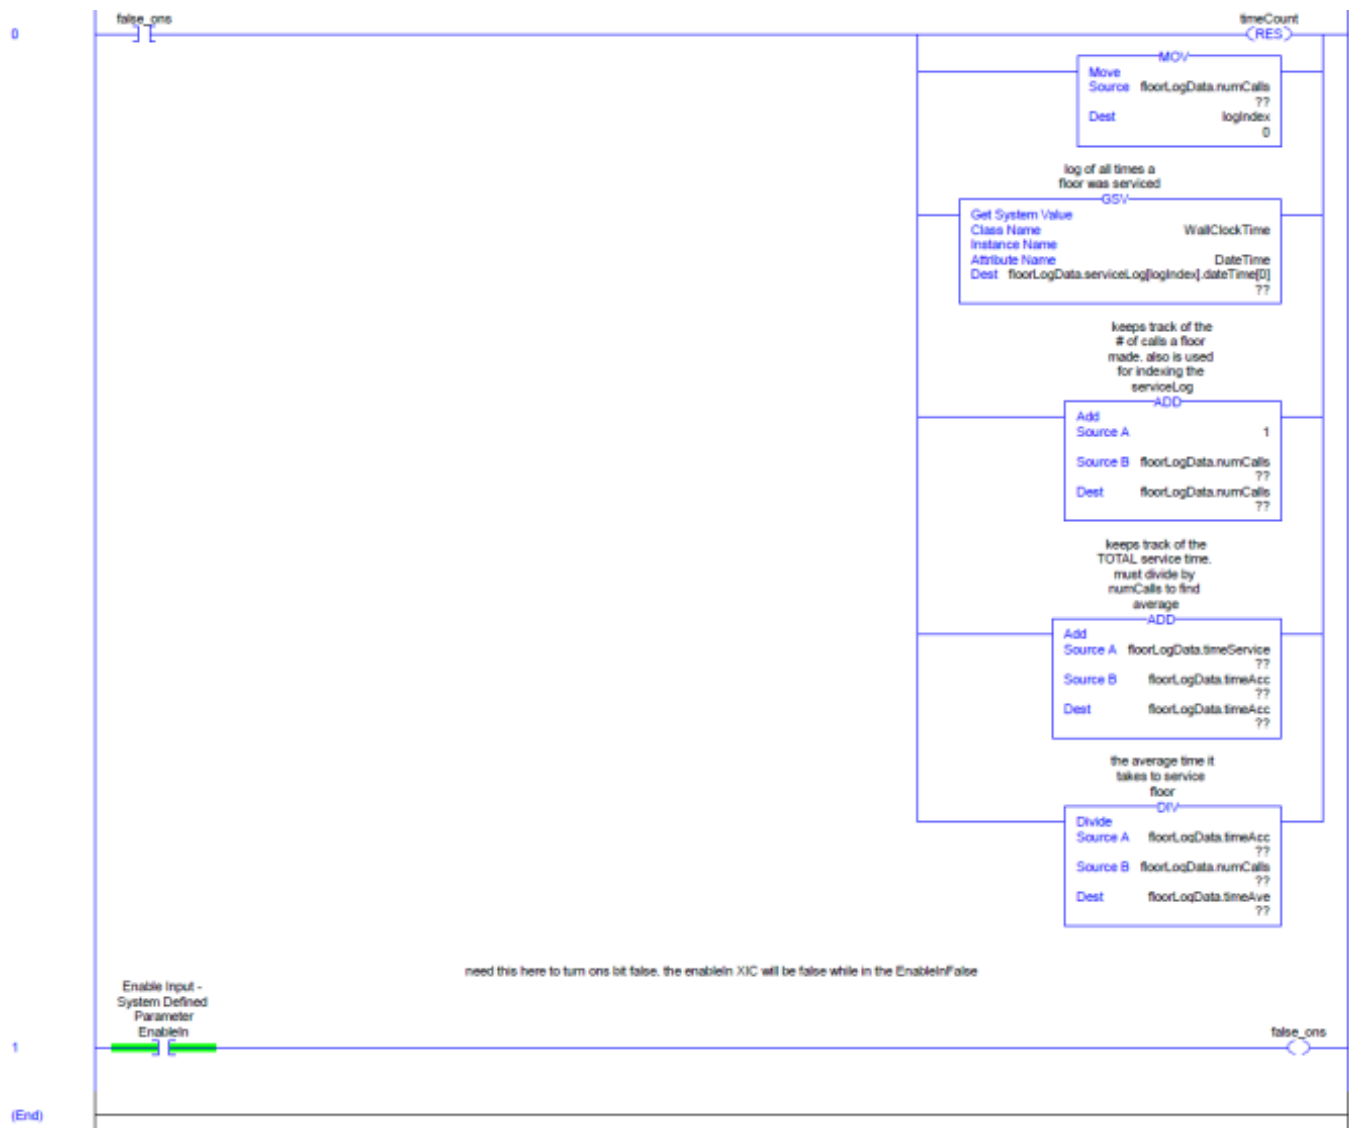 false_ons
timeCount
0
(RES)
MOV
Move
Source floorLogData.numCalls
??
Dest logIndex
0
log of all times a
floor was serviced
GSV
Get System Value
Class Name WallClockTime
Instance Name
Attribute Name DateTime
Dest floorLogData.serviceLog[logIndex].dateTime[0]
??
keeps track of the
# of calls a floor
made. also is used
for indexing the
serviceLog
ADD
Add
Source A 1
Source B floorLogData.numCalls
??
Dest floorLogData.numCalls
??
keeps track of the
TOTAL service time.
must divide by
numCalls to find
average
ADD
Add
Source A floorLogData.timeService
??
Source B floorLogData.timeAcc
??
Dest floorLogData.timeAcc
??
the average time it
takes to service
floor
DIV
Divide
Source A floorLogData.timeAcc
??
Source B floorLogData.numCalls
??
Dest floorLogData.timeAve
??
need this here to turn ons bit false. the enableIn XIC will be false while in the EnableInFalse
Enable Input -
System Defined
Parameter
EnableIn
false_ons
1
(End)